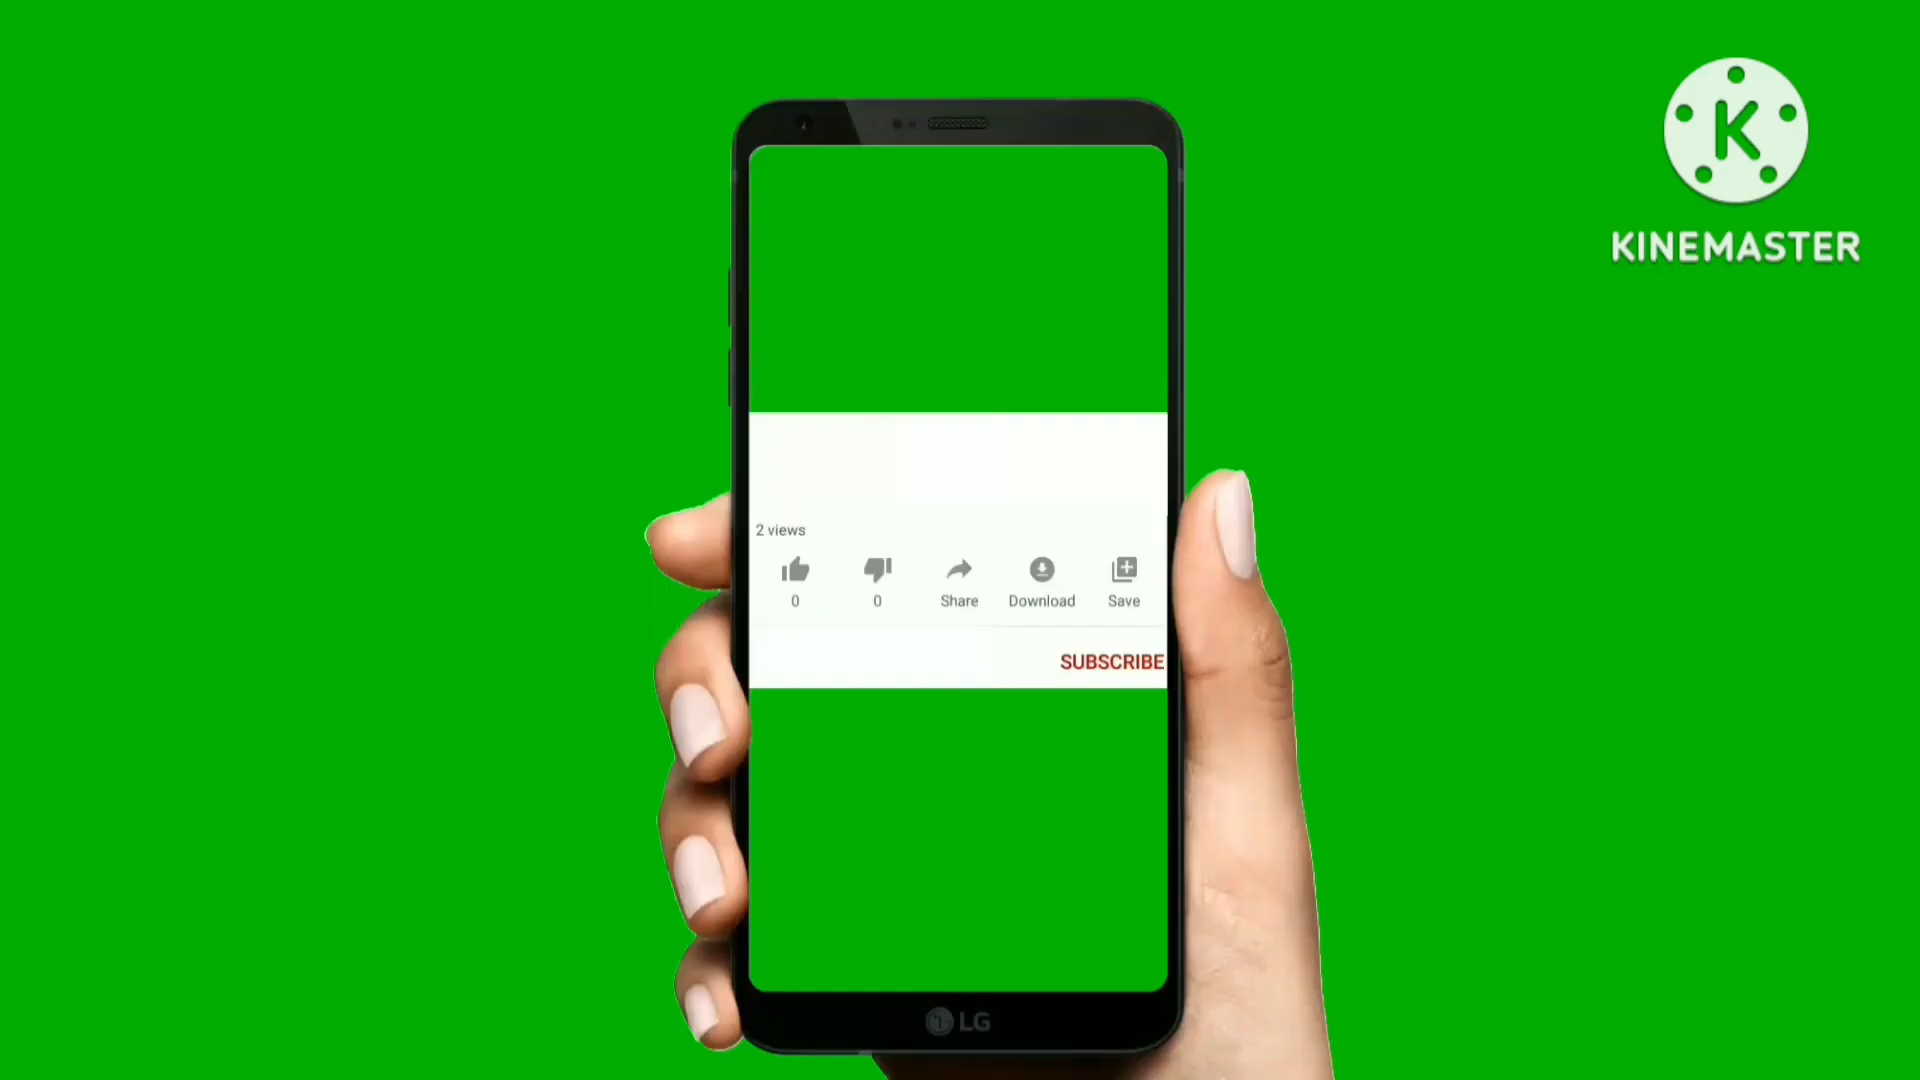 K
KINEMASTER
2 views
0 0 Share Download Save
SUBSCRIBE
LG